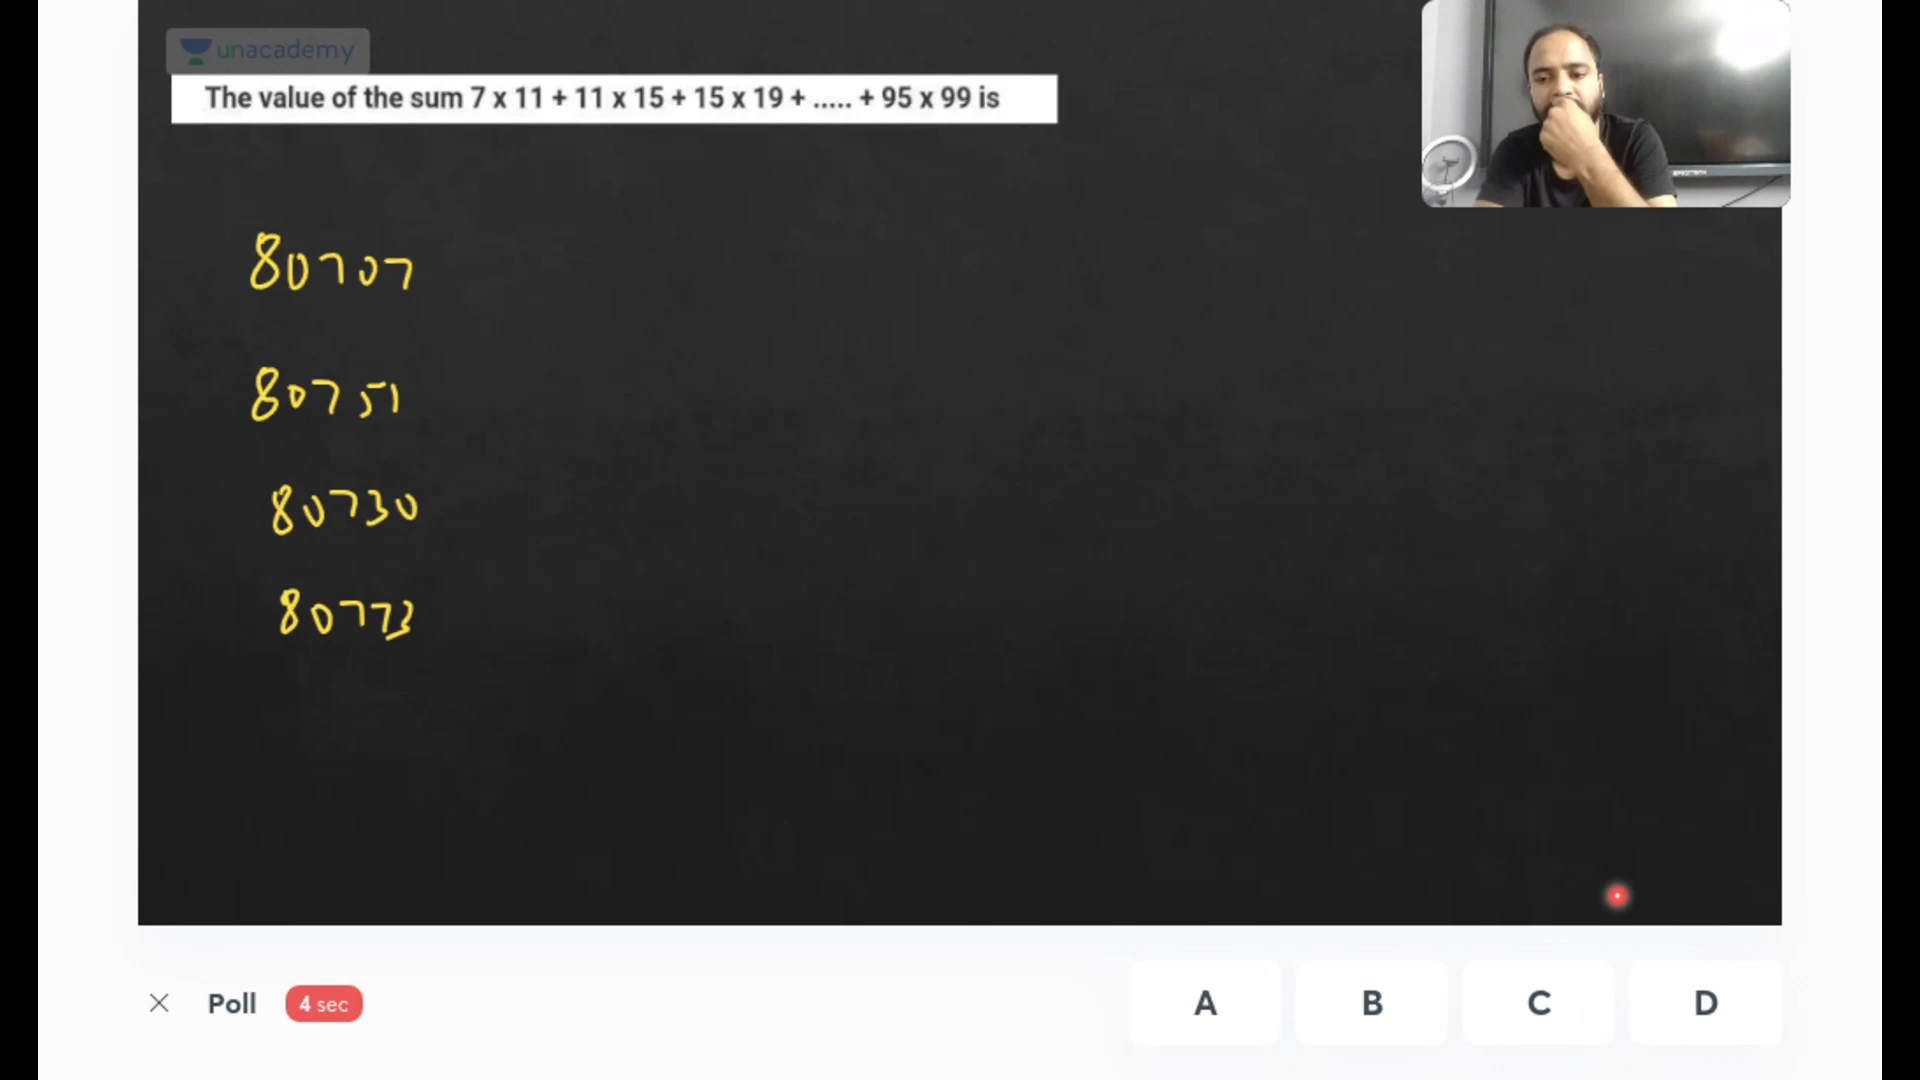 unacademy
The value of the sum 7 x 11 + 11 x 15 + 15 x 19 + ..... + 95 x 99 is
80707
80751
80730
80773
Poll
4 sec
A
B
C
D